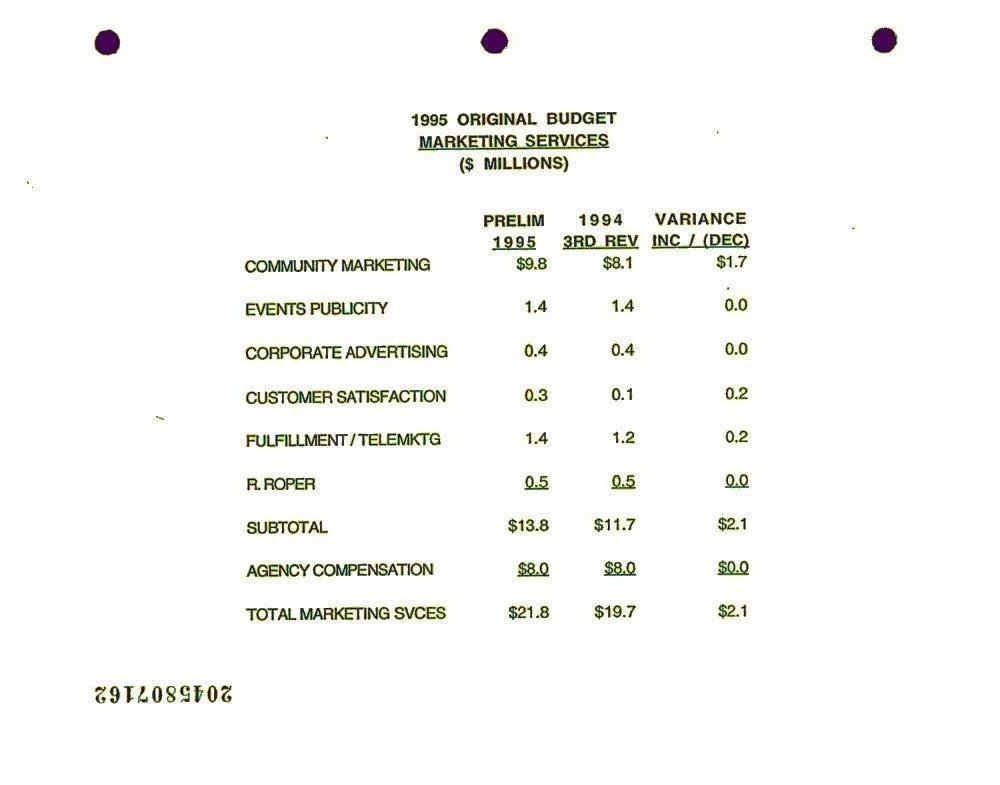 1995 ORIGINAL BUDGET
MARKETING SERVICES
($ MILLIONS)
PRELIM 1994 VARIANCE
1995 3RD REV INC / (DEC)
COMMUNITY MARKETING $9.8 $8.1 $1.7
EVENTS PUBLICITY 1.4 1.4 0.0
CORPORATE ADVERTISING 0.4 0.4 0.0
CUSTOMER SATISFACTION 0.3 0.1 0.2
FULFILLMENT / TELEMKTG 1.4 1.2 0.2
R. ROPER 0.5 0.5 0.0
SUBTOTAL $13.8 $11.7 $2.1
AGENCY COMPENSATION $8.0 $8.0 $0.0
TOTAL MARKETING SVCES $21.8 $19.7 $2.1
2045807162